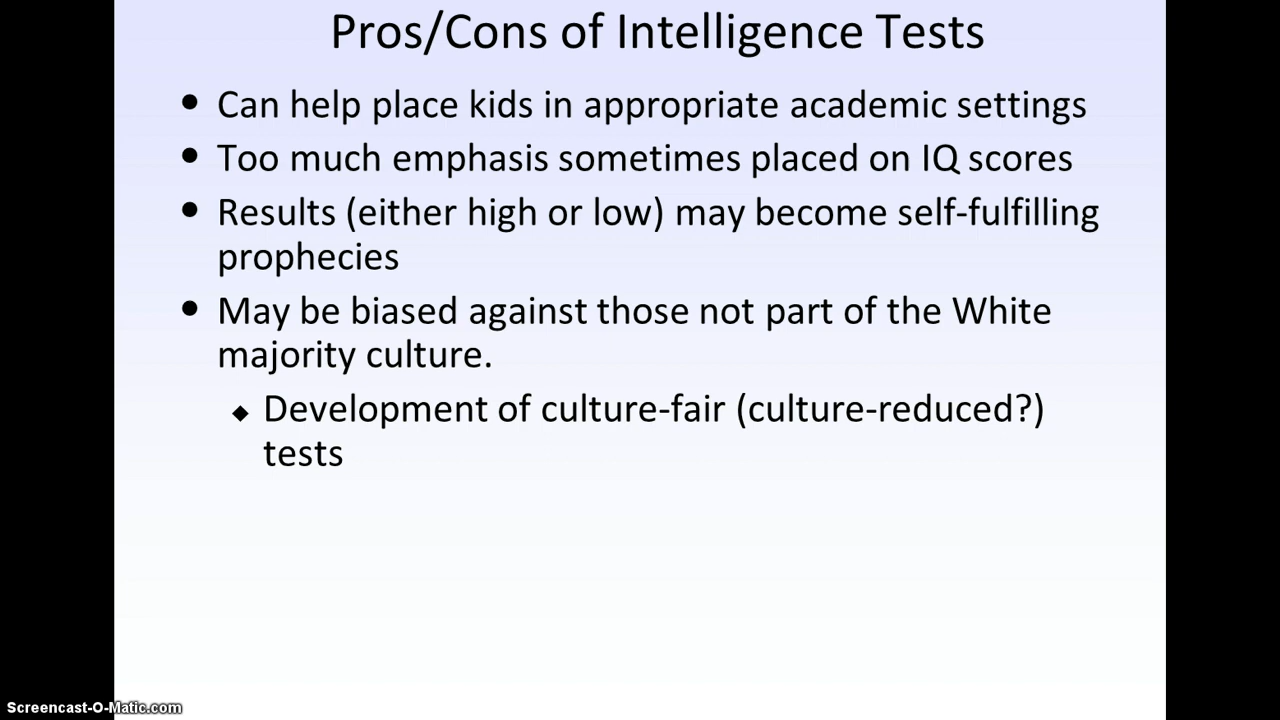 Pros/Cons of Intelligence Tests
• Can help place kids in appropriate academic settings
• Too much emphasis sometimes placed on IQ scores
• Results (either high or low) may become self-fulfilling
prophecies
• May be biased against those not part of the White
majority culture.
◆ Development of culture-fair (culture-reduced?)
tests
Screencast-O-Matic.com